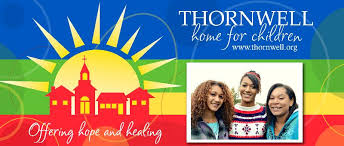 THORNWELL
home for children
www.thornwell.org
Offering hope and healing